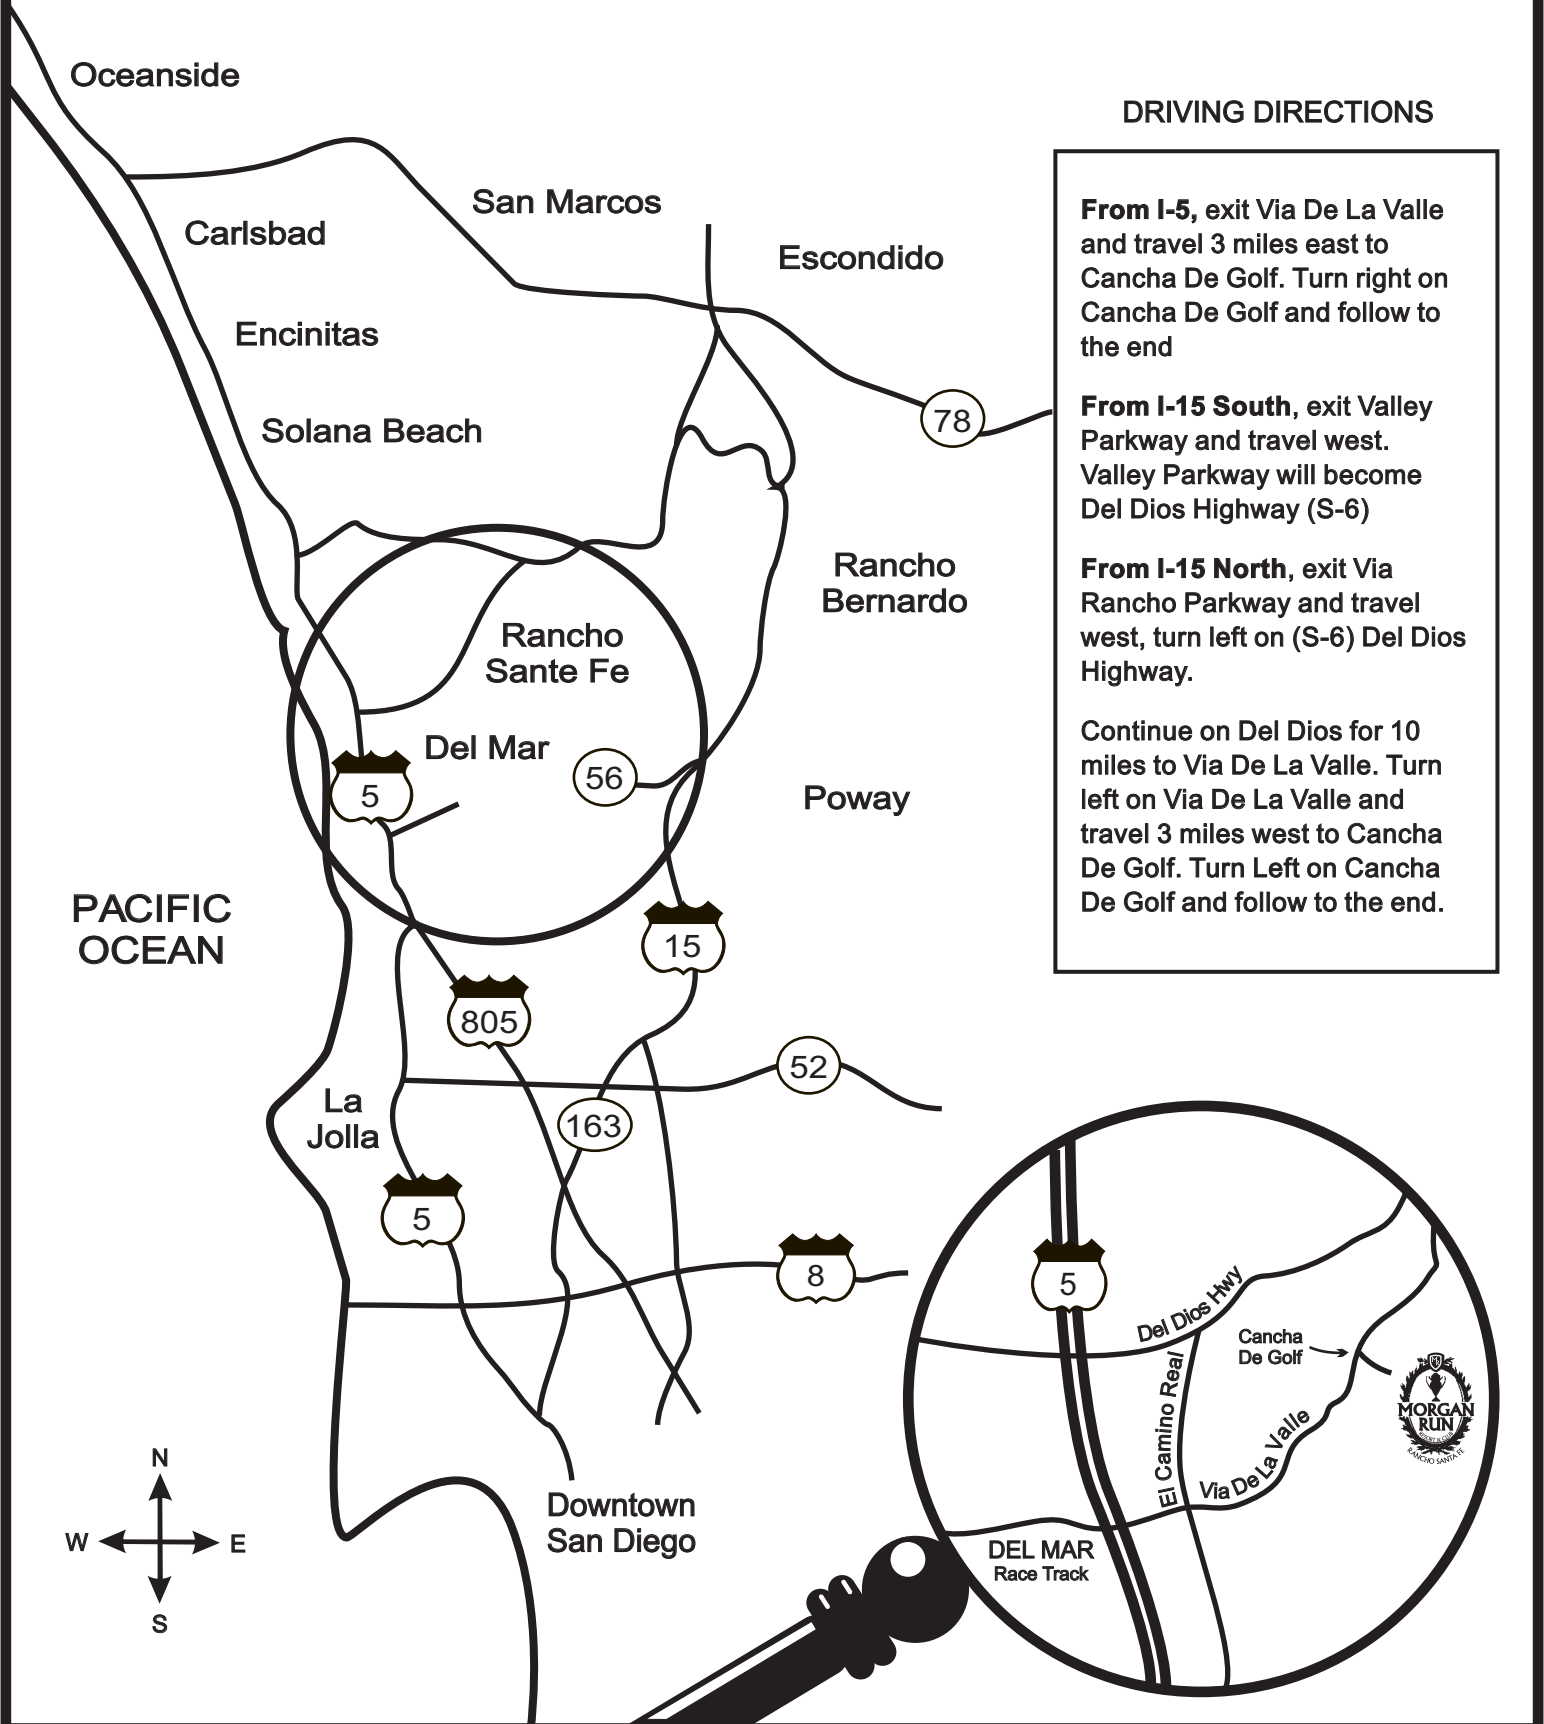 Oceanside
DRIVING DIRECTIONS
San Marcos
Carlsbad
Escondido
Encinitas
Solana Beach
78
From I-5, exit Via De La Valle
and travel 3 miles east to
Cancha De Golf. Turn right on
Cancha De Golf and follow to
the end
From I-15 South, exit Valley
Parkway and travel west.
Valley Parkway will become
Del Dios Highway (S-6)
From I-15 North, exit Via
Rancho Parkway and travel
west, turn left on (S-6) Del Dios
Highway.
Continue on Del Dios for 10
miles to Via De La Valle. Turn
left on Via De La Valle and
travel 3 miles west to Cancha
De Golf. Turn Left on Cancha
De Golf and follow to the end.
Rancho
Bernardo
Rancho
Sante Fe
Del Mar
56
5
Poway
PACIFIC
OCEAN
15
805
52
La
Jolla
163
5
8
5
Del Dios Hwy
Cancha
De Golf
El Camino Real
Via De La Valle
MORGAN
RUN
RESORT & CLUB
RANCHO SANTA FE
DEL MAR
Race Track
Downtown
San Diego
N
W
E
S